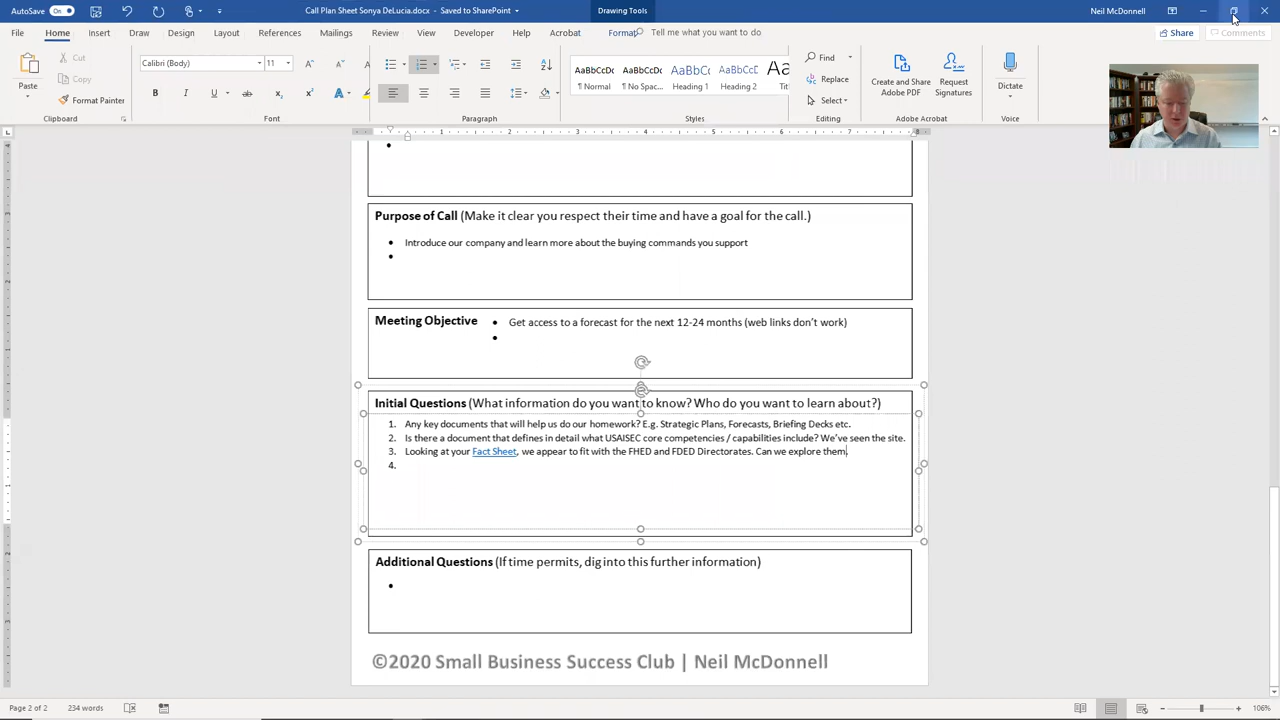 AutoSave On Call Plan Sheet Sonya DeLucia.docx - Saved to SharePoint Drawing Tools Neil McDonnell
File Home Insert Draw Design Layout References Mailings Review View Developer Help Acrobat Format Tell me what you want to do Share Comments
Paste Cut Copy Format Painter
Calibri (Body) 11
AaBbCcDc AaBbCcDc AaBbCc AaBbCcD
¶ Normal ¶ No Spac... Heading 1 Heading 2
Find Replace Select
Create and Share Adobe PDF Request Signatures Dictate
Clipboard Font Paragraph Styles Editing Adobe Acrobat Voice
Purpose of Call (Make it clear you respect their time and have a goal for the call.)
• Introduce our company and learn more about the buying commands you support
•
Meeting Objective • Get access to a forecast for the next 12-24 months (web links don't work)
•
Initial Questions (What information do you want to know? Who do you want to learn about?)
1. Any key documents that will help us do our homework? E.g. Strategic Plans, Forecasts, Briefing Decks etc.
2. Is there a document that defines in detail what USAISEC core competencies / capabilities include? We've seen the site.
3. Looking at your Fact Sheet, we appear to fit with the FHED and FDED Directorates. Can we explore them.
4.
Additional Questions (If time permits, dig into this further information)
•
©2020 Small Business Success Club | Neil McDonnell
Page 2 of 2 234 words 106%